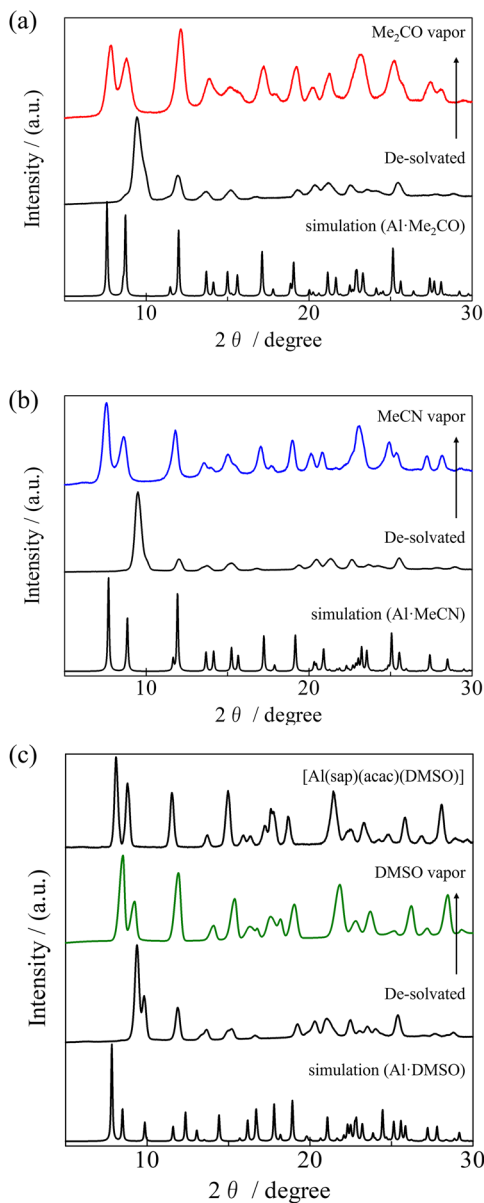 (a)
Me₂CO vapor
De-solvated
simulation (Al·Me₂CO)
Intensity / (a.u.)
10 20 30
2 θ / degree
(b)
MeCN vapor
De-solvated
simulation (Al·MeCN)
Intensity / (a.u.)
10 20 30
2 θ / degree
(c)
[Al(sap)(acac)(DMSO)]
DMSO vapor
De-solvated
simulation (Al·DMSO)
Intensity / (a.u.)
10 20 30
2 θ / degree